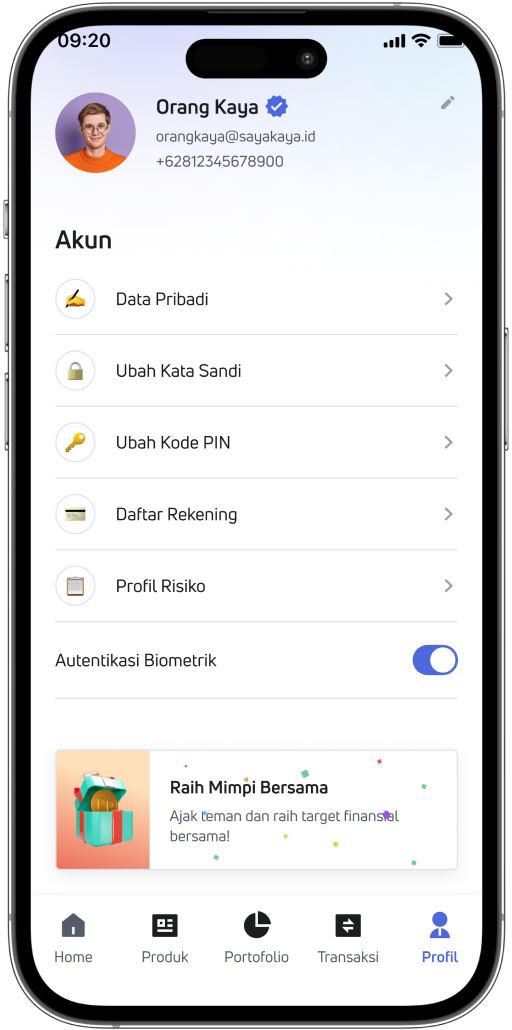 09:20
Orang Kaya
orangkaya@sayakaya.id
+62812345678900
Akun
Data Pribadi
Ubah Kata Sandi
Ubah Kode PIN
Daftar Rekening
Profil Risiko
Autentikasi Biometrik
Raih Mimpi Bersama
Ajak teman dan raih target finansial
bersama!
Home
Produk
Portofolio
Transaksi
Profil